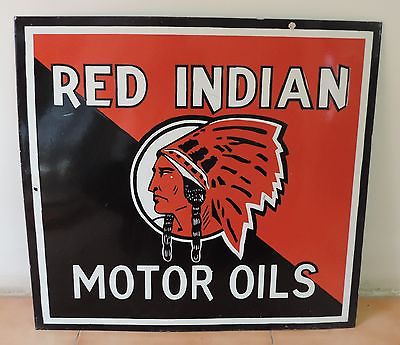 RED INDIAN
MOTOR OILS